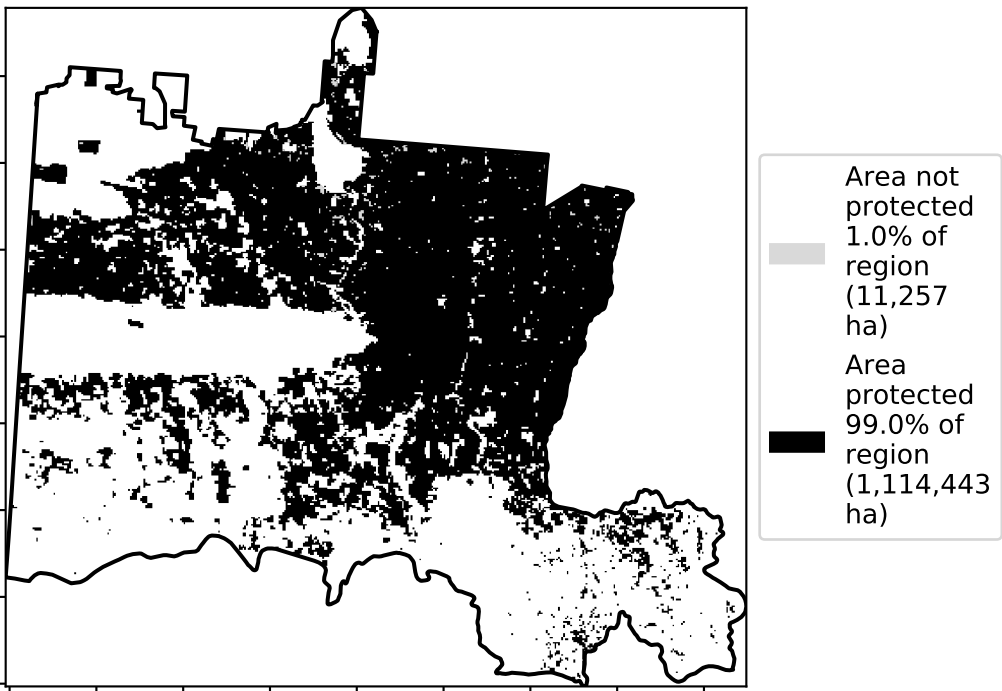 Area not
protected
1.0% of
region
(11,257
ha)
Area
protected
99.0% of
region
(1,114,443
ha)